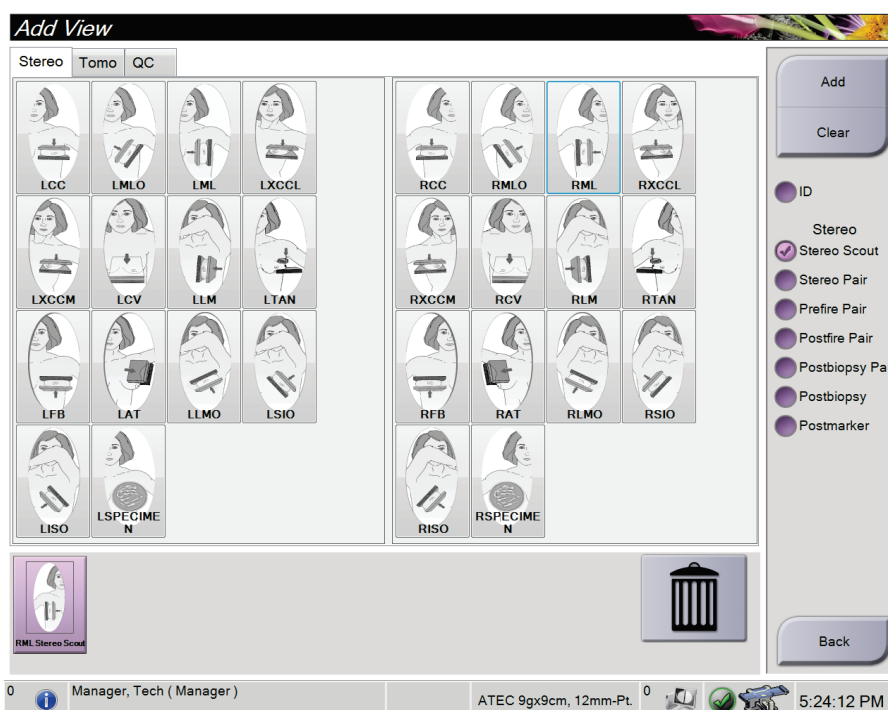 Add View
Stereo Tomo QC
LCC LMLO LML LXCCL
RCC RMLO RML RXCCL
LXCCM LCV LLM LTAN
RXCCM RCV RLM RTAN
LFB LAT LLMO LSIO
RFB RAT RLMO RSIO
LISO LSPECIME
N
RISO RSPECIME
N
RML Stereo Scout
Add
Clear
ID
Stereo
Stereo Scout
Stereo Pair
Prefire Pair
Postfire Pair
Postbiopsy Pa
Postbiopsy
Postmarker
Back
0 Manager, Tech ( Manager ) ATEC 9gx9cm, 12mm-Pt. 0 5:24:12 PM